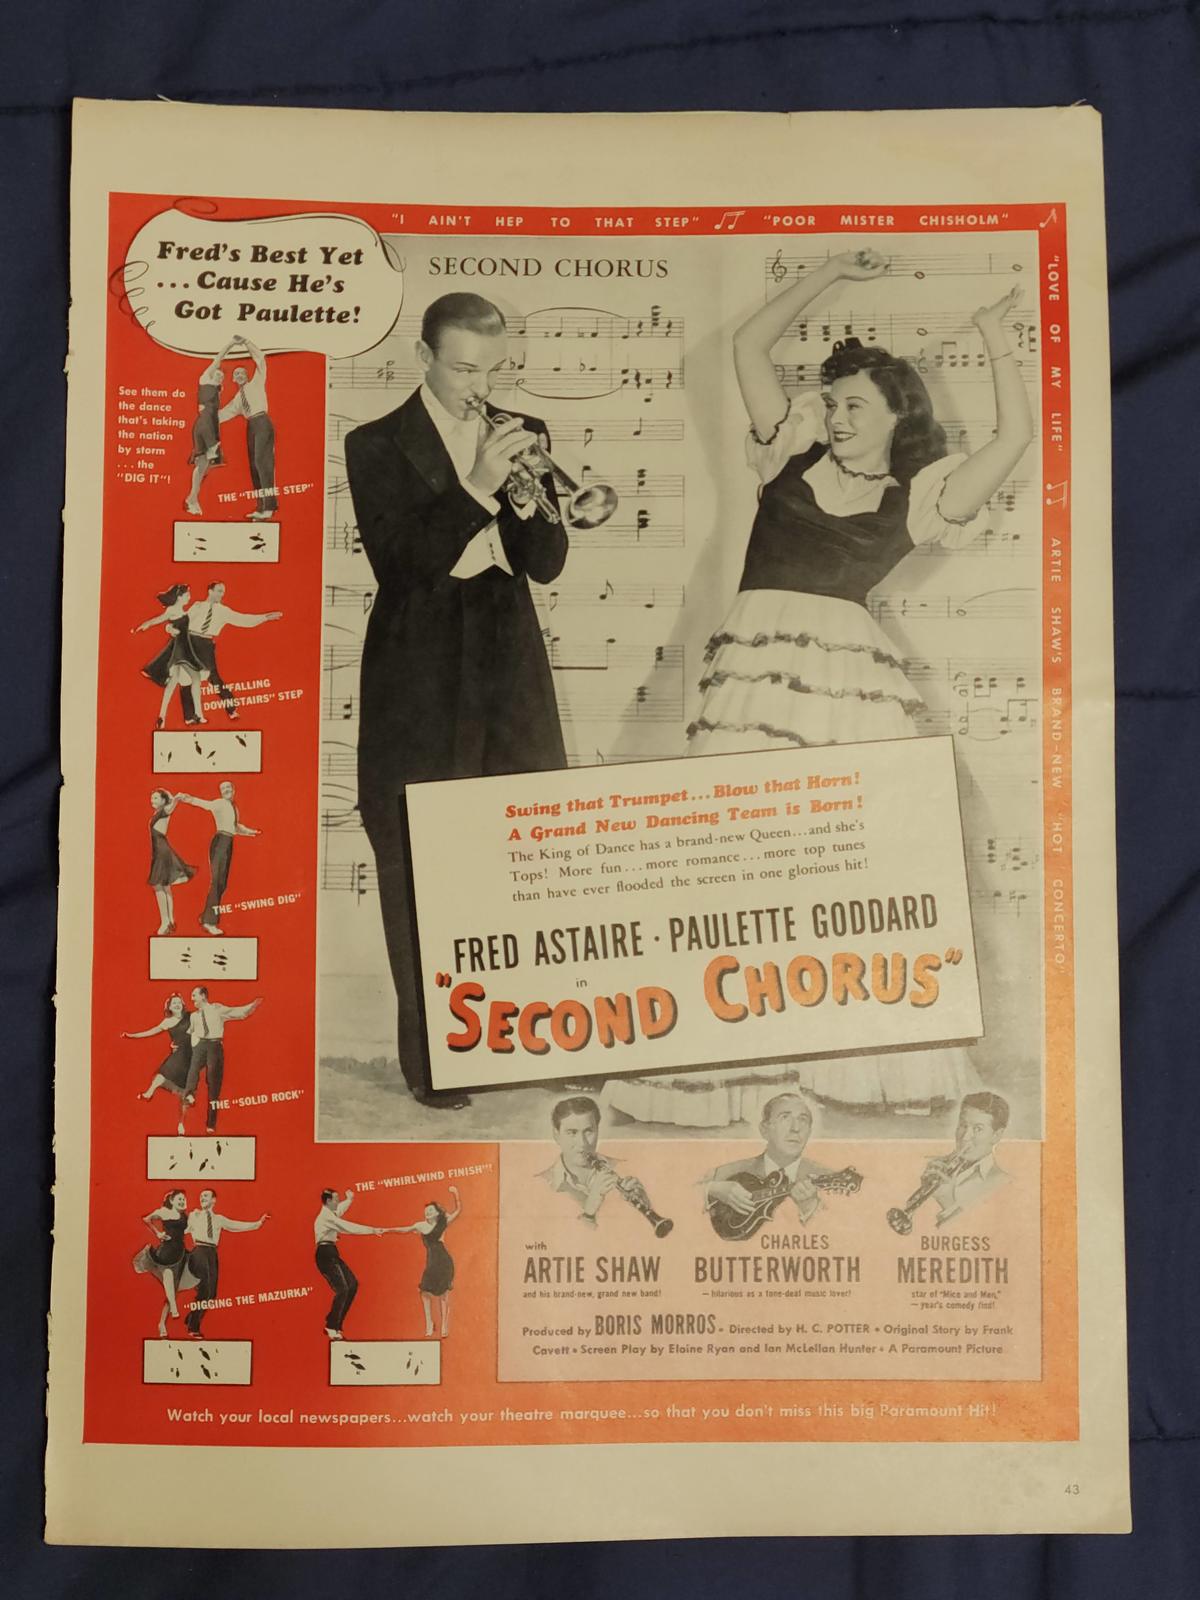 "I AIN'T HEP TO THAT STEP" "POOR MISTER CHISHOLM"
"LOVE OF MY LIFE" ARTIE SHAW'S BRAND-NEW "HOT CONCERTO"
Fred's Best Yet
...Cause He's
Got Paulette!
SECOND CHORUS
See them do
the dance
that's taking
the nation
by storm
...the
"DIG IT"!
THE "THEME STEP"
THE "FALLING
DOWNSTAIRS" STEP
THE "SWING DIG"
THE "SOLID ROCK"
"DIGGING THE MAZURKA"
THE "WHIRLWIND FINISH"!
Swing that Trumpet...Blow that Horn!
A Grand New Dancing Team is Born!
The King of Dance has a brand-new Queen...and she's
Tops! More fun...more romance...more top tunes
than have ever flooded the screen in one glorious hit!
FRED ASTAIRE · PAULETTE GODDARD
in
"SECOND CHORUS"
with
ARTIE SHAW
and his brand-new, grand new band!
CHARLES
BUTTERWORTH
—hilarious as a tone-deaf music lover!
BURGESS
MEREDITH
star of "Mice and Men,"
—year's comedy find!
Produced by BORIS MORROS • Directed by H. C. POTTER • Original Story by Frank
Cavett • Screen Play by Elaine Ryan and Ian McLellan Hunter • A Paramount Picture
Watch your local newspapers...watch your theatre marquee...so that you don't miss this big Paramount Hit!
43